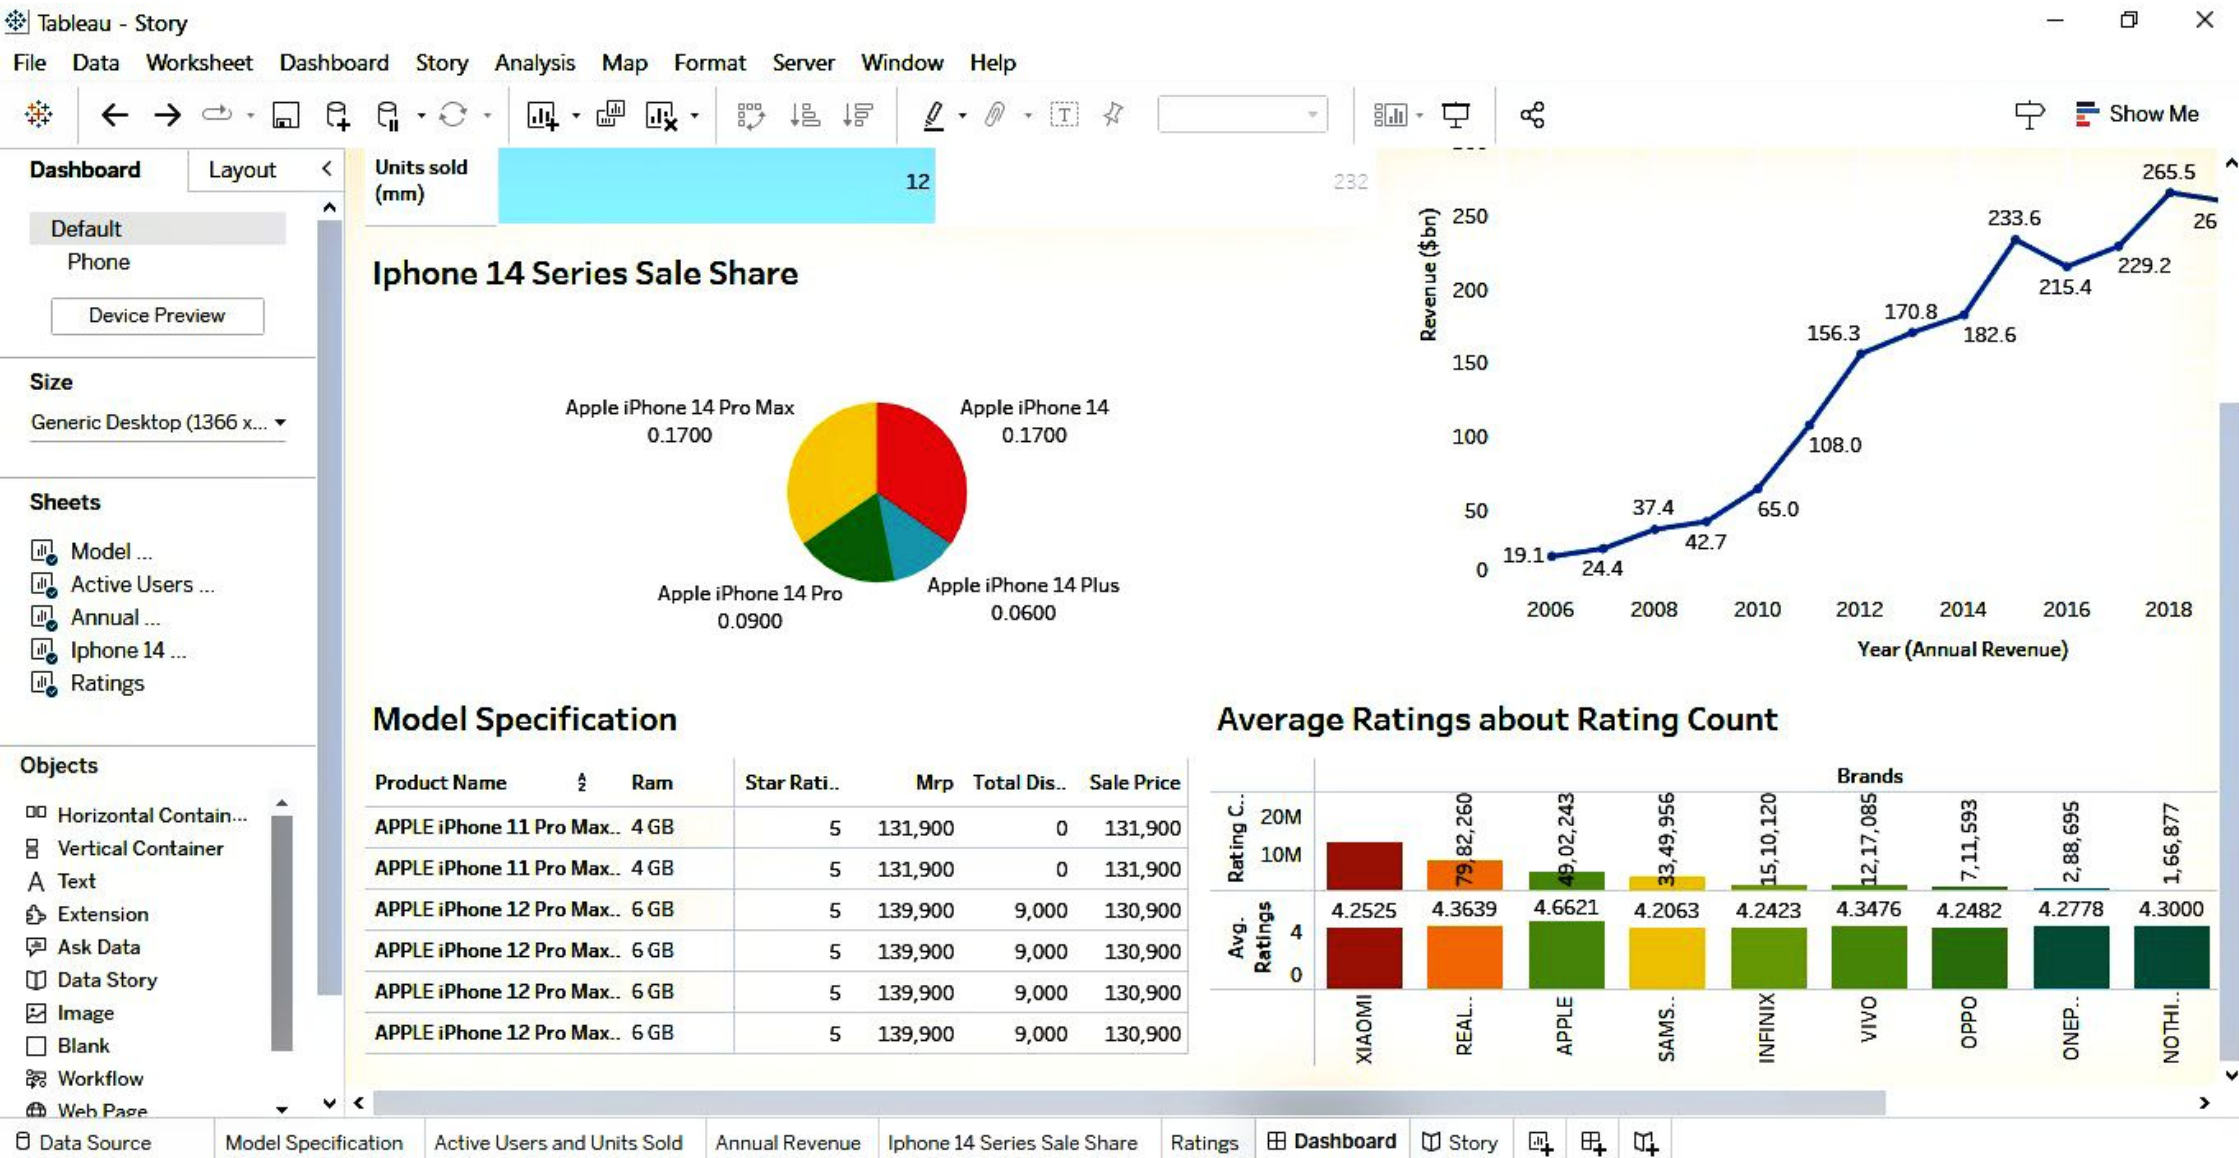 Tableau - Story
File Data Worksheet Dashboard Story Analysis Map Format Server Window Help
Show Me
Dashboard
Layout
Default
Phone
Device Preview
Size
Generic Desktop (1366 x...
Sheets
Model ...
Active Users ...
Annual ...
Iphone 14 ...
Ratings
Objects
Horizontal Contain...
Vertical Container
Text
Extension
Ask Data
Data Story
Image
Blank
Workflow
Web Page
Units sold
(mm)
12
232
Iphone 14 Series Sale Share
Apple iPhone 14 Pro Max
0.1700
Apple iPhone 14
0.1700
Apple iPhone 14 Pro
0.0900
Apple iPhone 14 Plus
0.0600
Revenue ($bn)
250
200
150
100
50
0
19.1
24.4
37.4
42.7
65.0
108.0
156.3
170.8
182.6
233.6
215.4
229.2
265.5
26
2006 2008 2010 2012 2014 2016 2018
Year (Annual Revenue)
Model Specification
Product Name Ram Star Rati.. Mrp Total Dis.. Sale Price
APPLE iPhone 11 Pro Max.. 4 GB 5 131,900 0 131,900
APPLE iPhone 11 Pro Max.. 4 GB 5 131,900 0 131,900
APPLE iPhone 12 Pro Max.. 6 GB 5 139,900 9,000 130,900
APPLE iPhone 12 Pro Max.. 6 GB 5 139,900 9,000 130,900
APPLE iPhone 12 Pro Max.. 6 GB 5 139,900 9,000 130,900
APPLE iPhone 12 Pro Max.. 6 GB 5 139,900 9,000 130,900
Average Ratings about Rating Count
Brands
Rating C..
20M
10M
79,82,260
49,02,243
33,49,956
15,10,120
12,17,085
7,11,593
2,88,695
1,66,877
Avg.
Ratings
4
0
4.2525 4.3639 4.6621 4.2063 4.2423 4.3476 4.2482 4.2778 4.3000
XIAOMI
REAL..
APPLE
SAMS..
INFINIX
VIVO
OPPO
ONEP..
NOTHI..
Data Source Model Specification Active Users and Units Sold Annual Revenue Iphone 14 Series Sale Share Ratings Dashboard Story